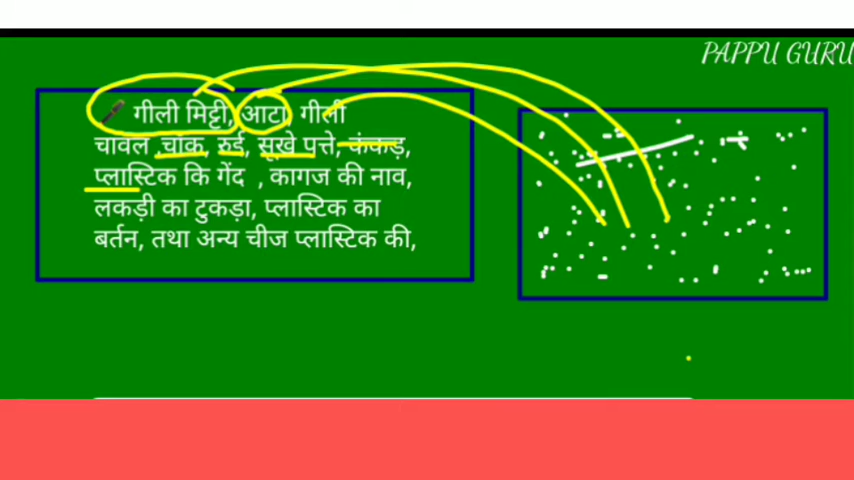 PAPPU GURU
गीली मिट्टी, आटा, गीली
चावल ,चांक, रुई, सूखे पत्ते, कंकड़,
प्लास्टिक कि गेंद , कागज की नाव,
लकड़ी का टुकड़ा, प्लास्टिक का
बर्तन, तथा अन्य चीज प्लास्टिक की,